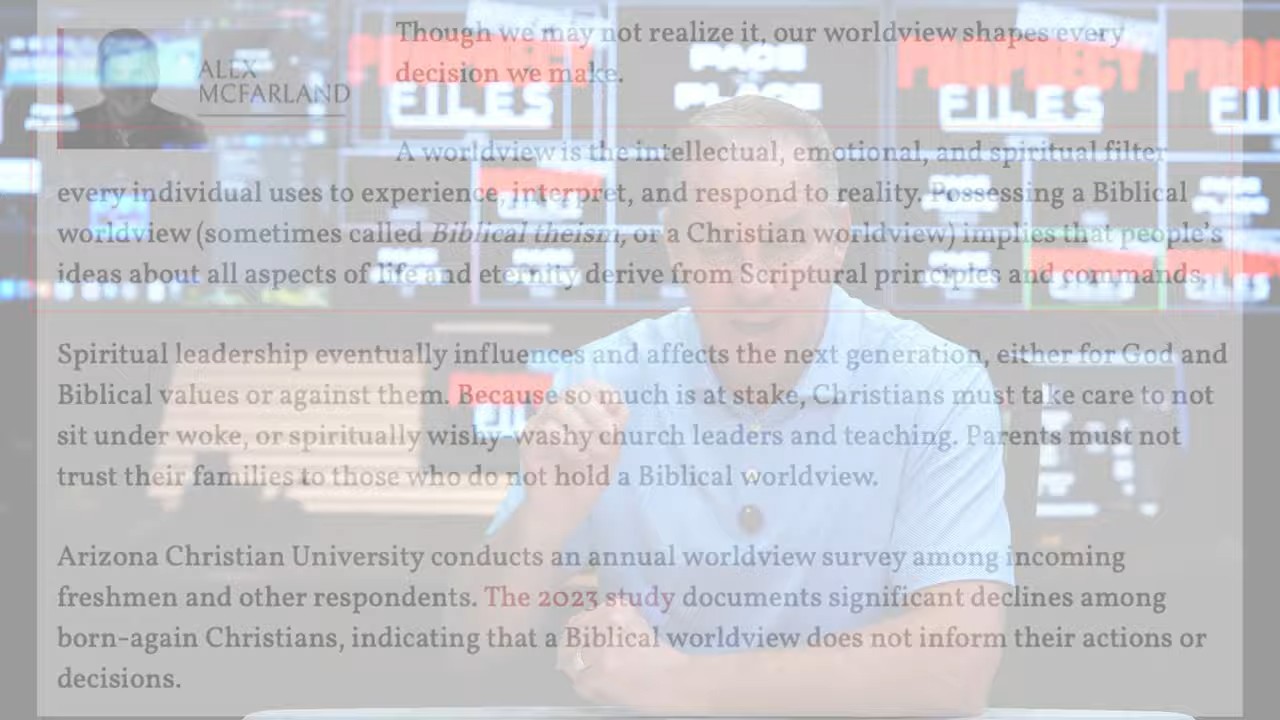 Though we may not realize it, our worldview shapes every
decision we make.
ALEX
MCFARLAND
A worldview is the intellectual, emotional, and spiritual filter
every individual uses to experience, interpret, and respond to reality. Possessing a Biblical
worldview (sometimes called Biblical theism, or a Christian worldview) implies that people's
ideas about all aspects of life and eternity derive from Scriptural principles and commands.
Spiritual leadership eventually influences and affects the next generation, either for God and
Biblical values or against them. Because so much is at stake, Christians must take care to not
sit under woke, or spiritually wishy-washy church leaders and teaching. Parents must not
trust their families to those who do not hold a Biblical worldview.
Arizona Christian University conducts an annual worldview survey among incoming
freshmen and other respondents. The 2023 study documents significant declines among
born-again Christians, indicating that a Biblical worldview does not inform their actions or
decisions.
PROPHECY
FILES
PROPHECY
FILES